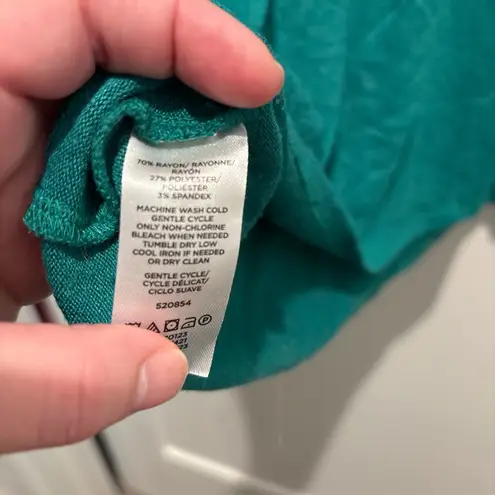 70% RAYON/ RAYONNE/
RAYÓN
27% POLYESTER/
POLIÉSTER
3% SPANDEX
MACHINE WASH COLD
GENTLE CYCLE
ONLY NON-CHLORINE
BLEACH WHEN NEEDED
TUMBLE DRY LOW
COOL IRON IF NEEDED
OR DRY CLEAN
GENTLE CYCLE/
CYCLE DÉLICAT/
CICLO SUAVE
520854